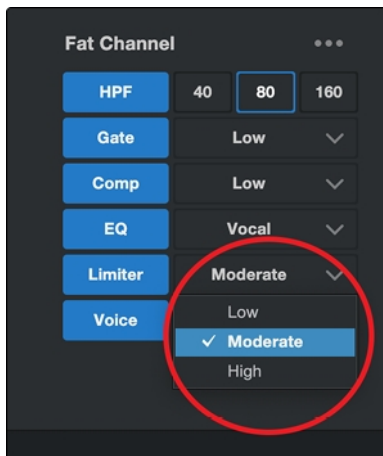 Fat Channel
HPF 40 80 160
Gate Low
Comp Low
EQ Vocal
Limiter Moderate
Voice
Low
Moderate
High